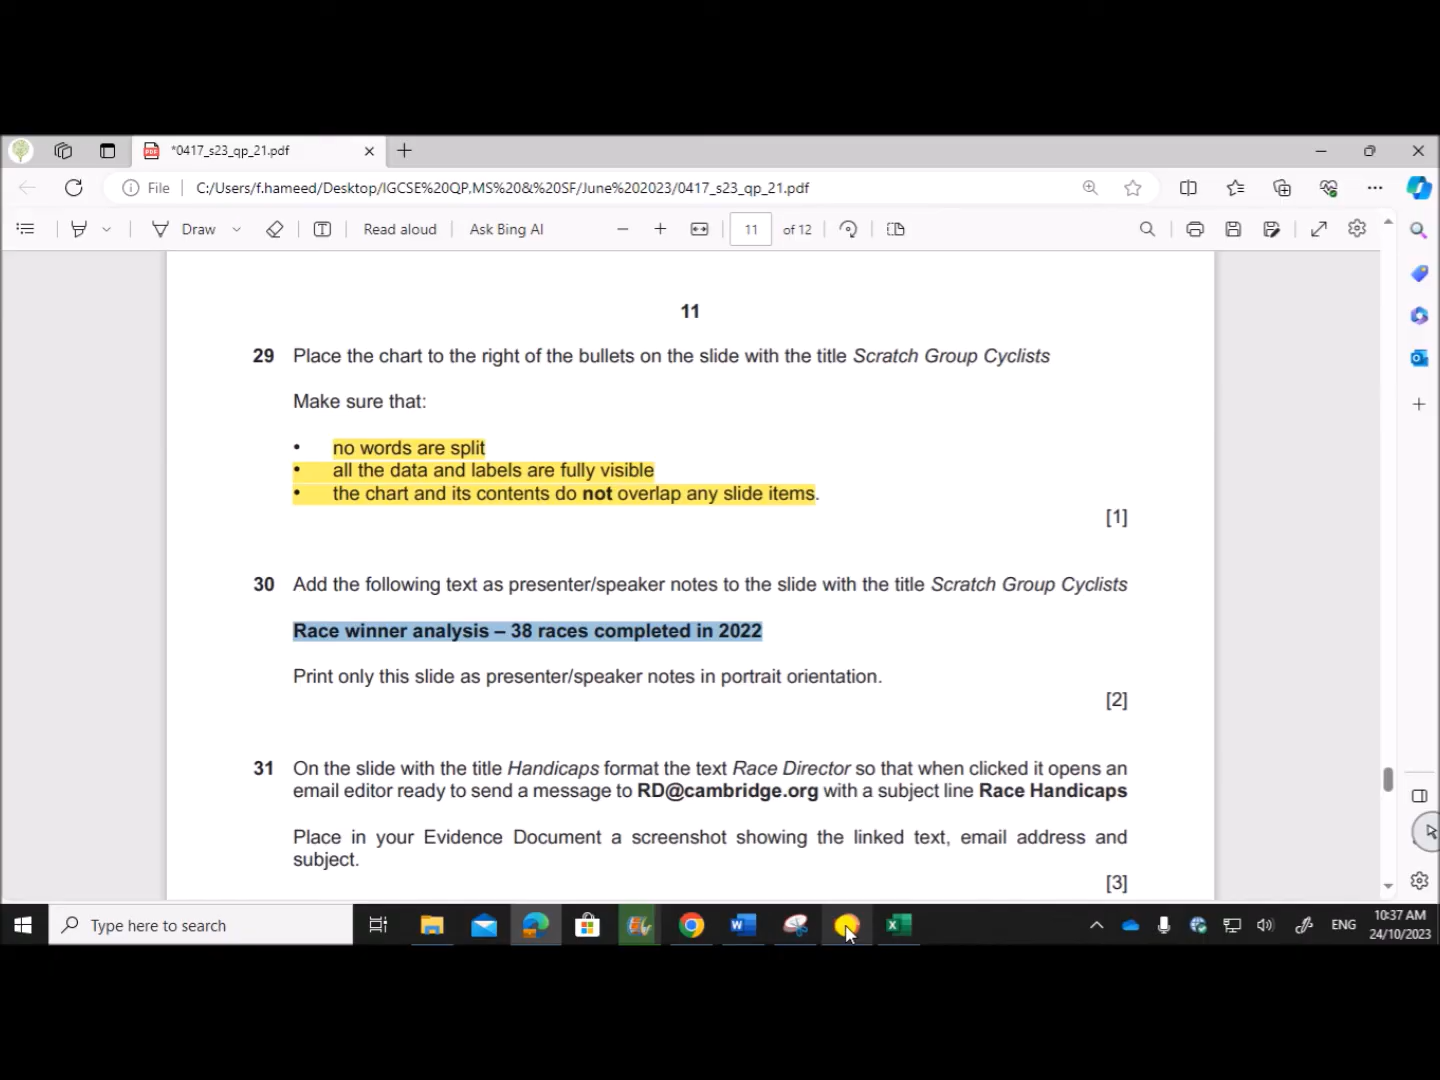 *0417_s23_qp_21.pdf
File
C:/Users/f.hameed/Desktop/IGCSE%20QP,MS%20&%20SF/June%202023/0417_s23_qp_21.pdf
Draw
Read aloud
Ask Bing AI
11
of 12
11
29 Place the chart to the right of the bullets on the slide with the title Scratch Group Cyclists
Make sure that:
• no words are split
• all the data and labels are fully visible
• the chart and its contents do not overlap any slide items.
[1]
30 Add the following text as presenter/speaker notes to the slide with the title Scratch Group Cyclists
Race winner analysis – 38 races completed in 2022
Print only this slide as presenter/speaker notes in portrait orientation.
[2]
31 On the slide with the title Handicaps format the text Race Director so that when clicked it opens an
email editor ready to send a message to RD@cambridge.org with a subject line Race Handicaps
Place in your Evidence Document a screenshot showing the linked text, email address and
subject.
[3]
Type here to search
ENG
10:37 AM
24/10/2023